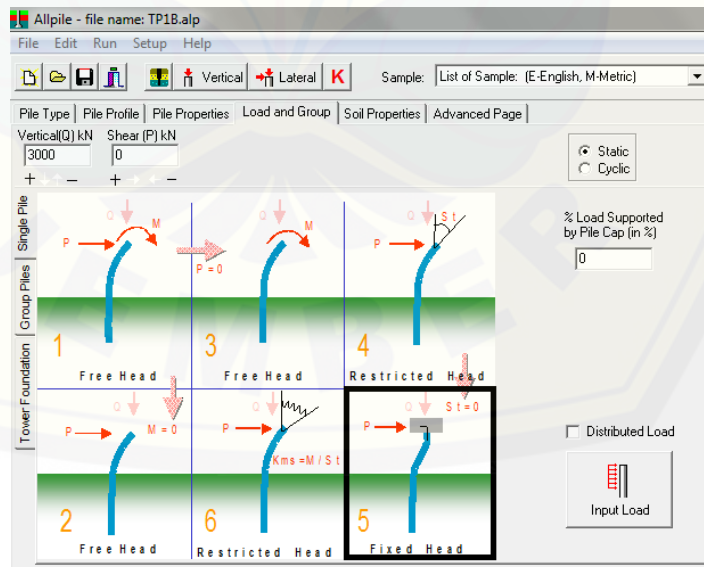 Allpile - file name: TP1B.alp
File Edit Run Setup Help
Vertical Lateral K Sample: List of Sample: (E-English, M-Metric)
Pile Type Pile Profile Pile Properties Load and Group Soil Properties Advanced Page
Vertical(Q) kN Shear (P) kN
3000 0
+ - + -
Static
Cyclic
Single Pile
Group Piles
Tower Foundation
Q M
P
P = 0
1
Free Head
Q M
3
Free Head
Q St
P
4
Restricted Head
Q
P
M = 0
2
Free Head
Q
P
Kms = M / St
6
Restricted Head
Q St = 0
P
5
Fixed Head
% Load Supported
by Pile Cap (in %)
0
Distributed Load
Input Load